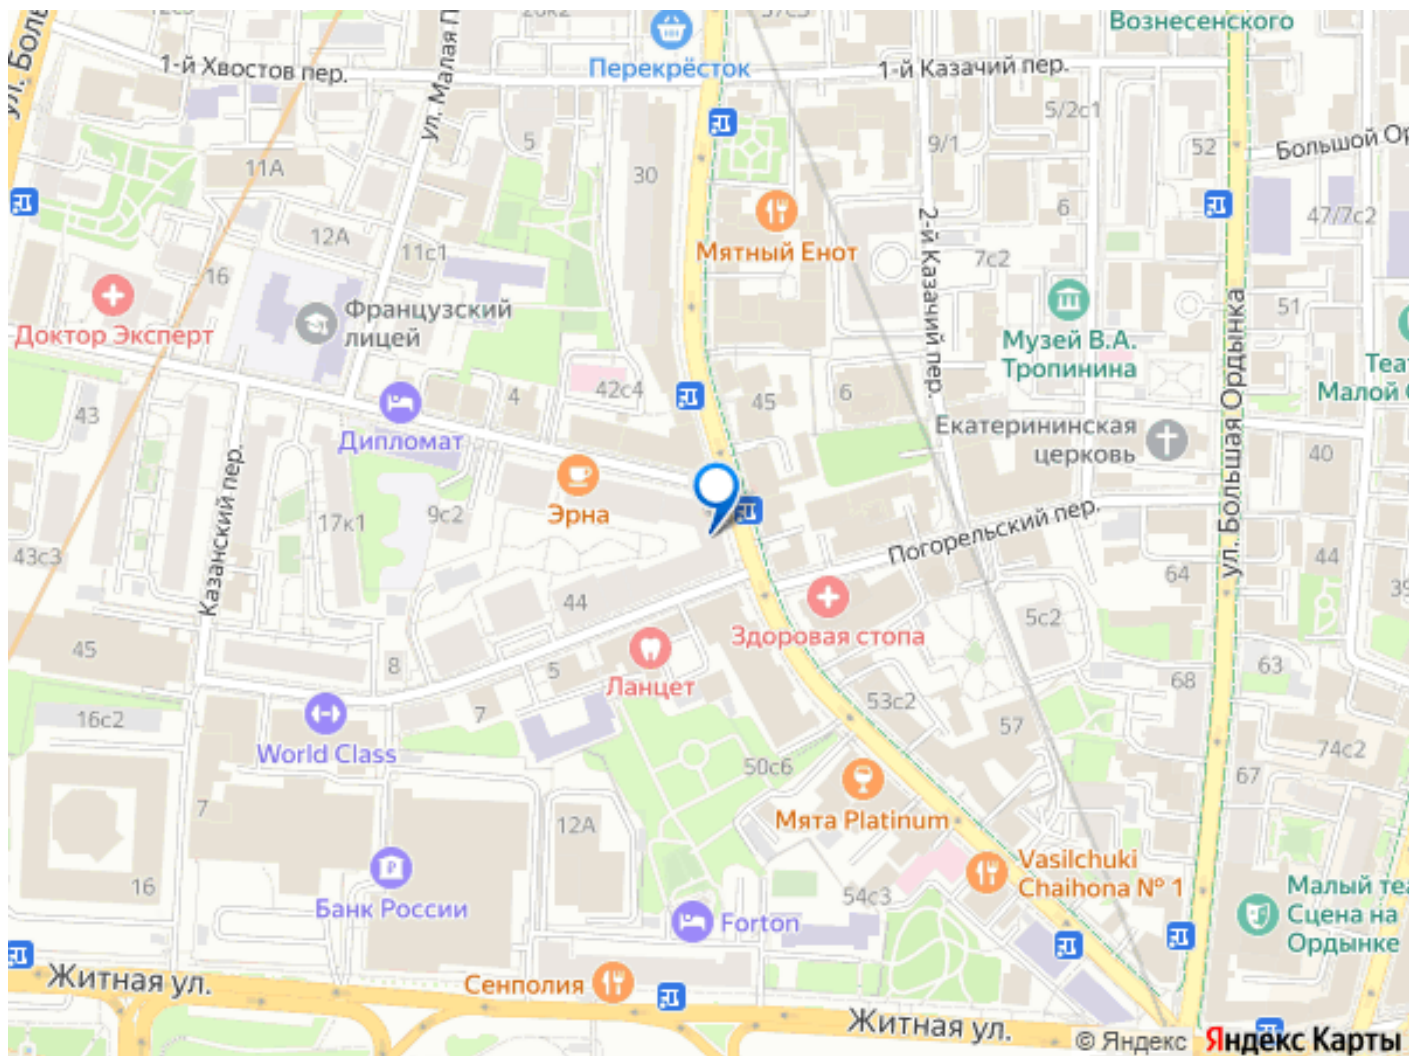 ул. Боль
26к2
37с3
Вознесенского
1-й Хвостов пер.
ул. Малая П
Перекрёсток
1-й Казачий пер.
5/2с1
5
9/1
52
Большой Ор
11А
30
12А
11с1
Мятный Енот
2-й Казачий пер.
6
47/7с2
7с2
16
Французский
лицей
Доктор Эксперт
Музей В.А.
Тропинина
51
ул. Большая Ордынка
Теат
Малой О
43
4
42с4
45
6
Дипломат
Екатерининская
церковь
40
Казанский пер.
17к1
9с2
Эрна
Погорельский пер.
43с3
44
64
44
39
5с2
Здоровая стопа
45
8
5
Ланцет
63
68
16с2
7
World Class
53с2
57
74с2
50с6
67
7
12А
Мята Platinum
Vasilchuki
Chaihona № 1
16
Банк России
54с3
Малый теа
Сцена на
Ордынке
Forton
Житная ул.
Сенполия
Житная ул.
© Яндекс
Яндекс Карты